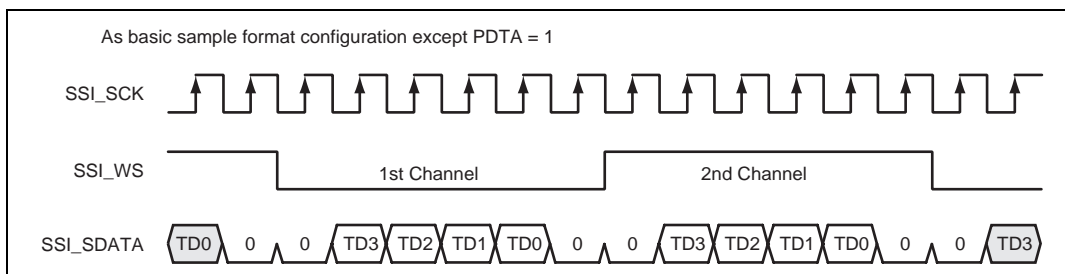 As basic sample format configuration except PDTA = 1
SSI_SCK
SSI_WS 1st Channel 2nd Channel
SSI_SDATA TD0 0 0 TD3 TD2 TD1 TD0 0 0 TD3 TD2 TD1 TD0 0 0 TD3